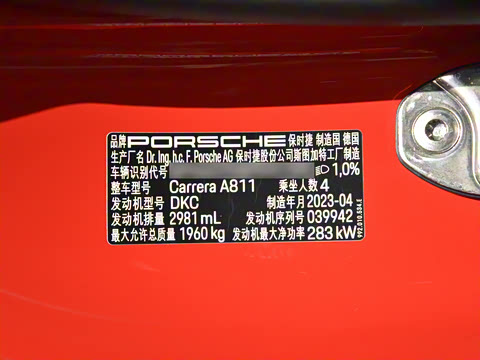 品牌 PORSCHE 保时捷 制造国 德国
生产厂名 Dr. Ing. h.c. F. Porsche AG 保时捷股份公司斯图加特工厂制造
车辆识别代号 1,0%
整车型号 Carrera A811 乘坐人数 4
发动机型号 DKC 制造年月 2023-04
发动机排量 2981 mL 发动机序列号 039942
最大允许总质量 1960 kg 发动机最大净功率 283 kW
992.010.534.E